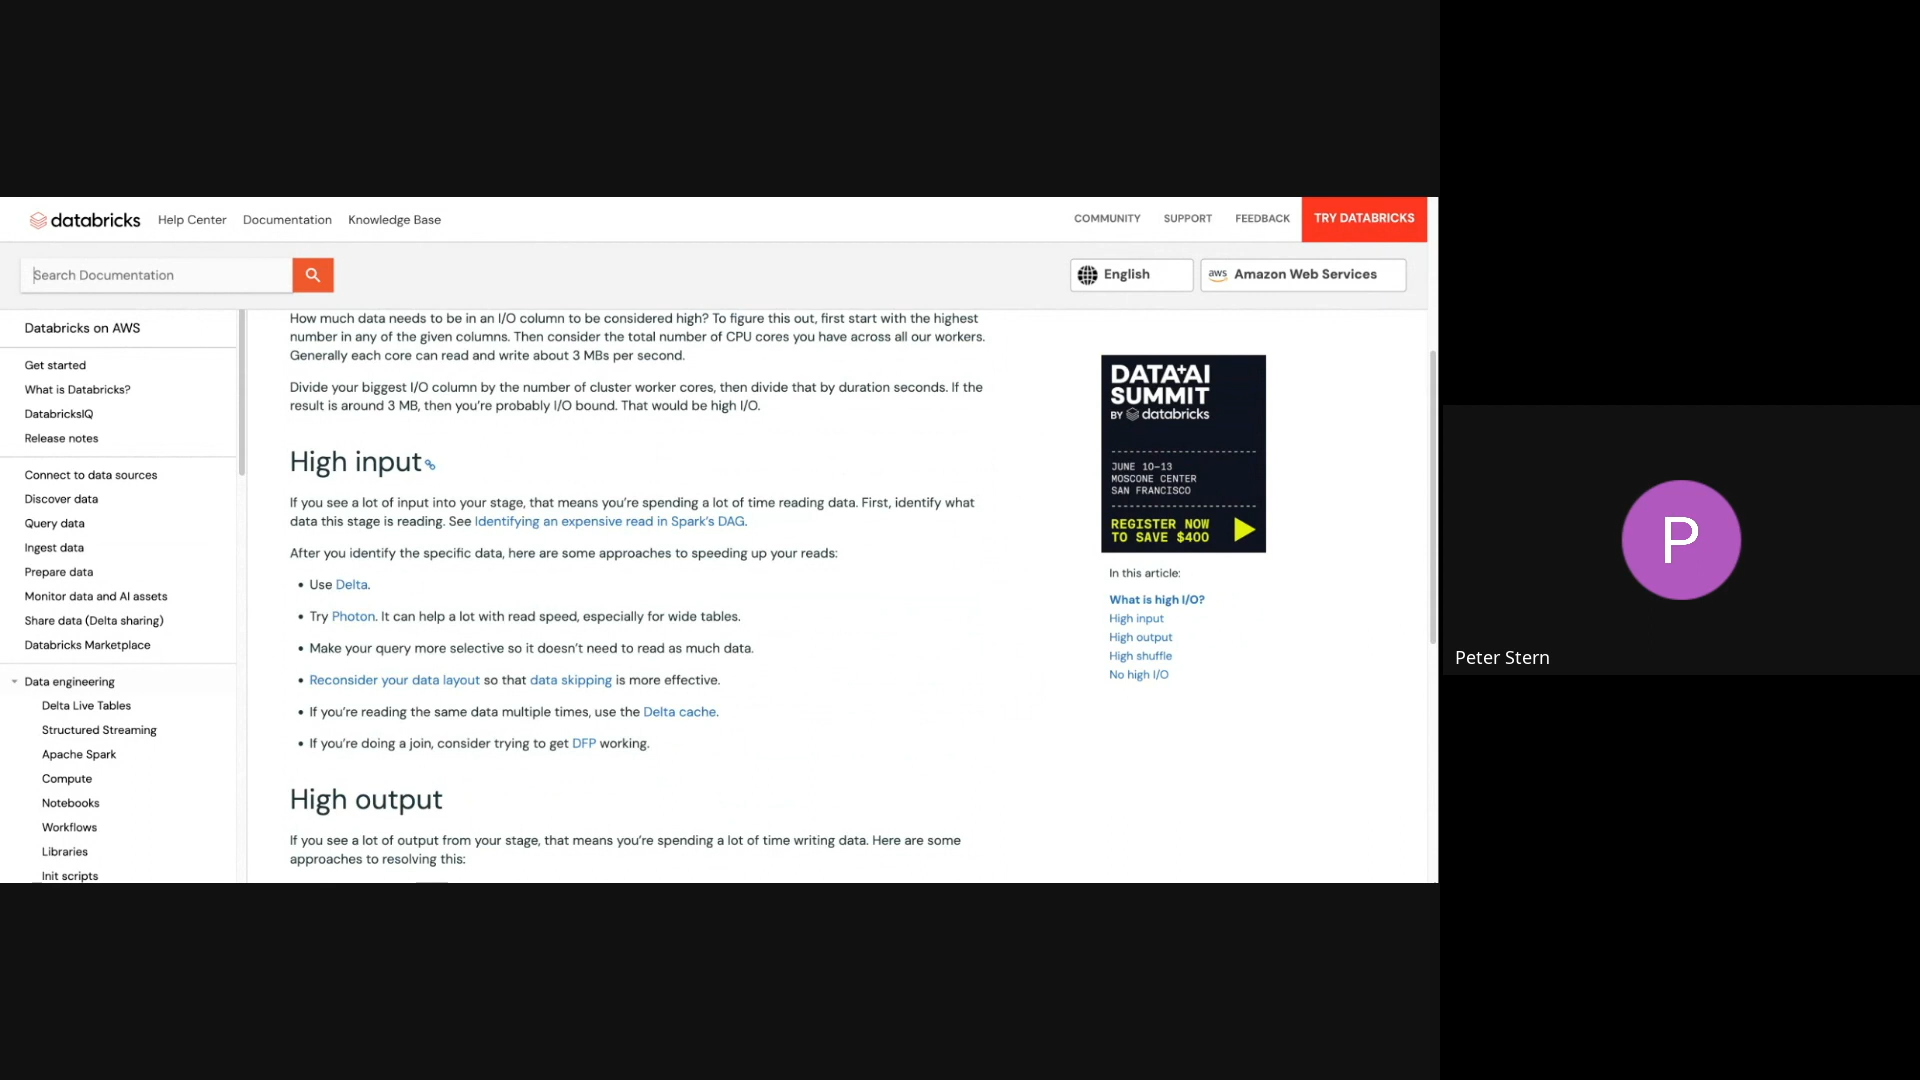 databricks
Help Center
Documentation
Knowledge Base
COMMUNITY
SUPPORT
FEEDBACK
TRY DATABRICKS
Search Documentation
English
aws
Amazon Web Services
Databricks on AWS
Get started
What is Databricks?
DatabricksIQ
Release notes
Connect to data sources
Discover data
Query data
Ingest data
Prepare data
Monitor data and AI assets
Share data (Delta sharing)
Databricks Marketplace
Data engineering
Delta Live Tables
Structured Streaming
Apache Spark
Compute
Notebooks
Workflows
Libraries
Init scripts
How much data needs to be in an I/O column to be considered high? To figure this out, first start with the highest
number in any of the given columns. Then consider the total number of CPU cores you have across all our workers.
Generally each core can read and write about 3 MBs per second.
Divide your biggest I/O column by the number of cluster worker cores, then divide that by duration seconds. If the
result is around 3 MB, then you're probably I/O bound. That would be high I/O.
High input
If you see a lot of input into your stage, that means you're spending a lot of time reading data. First, identify what
data this stage is reading. See Identifying an expensive read in Spark's DAG.
After you identify the specific data, here are some approaches to speeding up your reads:
• Use Delta.
• Try Photon. It can help a lot with read speed, especially for wide tables.
• Make your query more selective so it doesn't need to read as much data.
• Reconsider your data layout so that data skipping is more effective.
• If you're reading the same data multiple times, use the Delta cache.
• If you're doing a join, consider trying to get DFP working.
High output
If you see a lot of output from your stage, that means you're spending a lot of time writing data. Here are some
approaches to resolving this:
DATA+AI
SUMMIT
BY databricks
JUNE 10-13
MOSCONE CENTER
SAN FRANCISCO
REGISTER NOW
TO SAVE $400
In this article:
What is high I/O?
High input
High output
High shuffle
No high I/O
P
Peter Stern